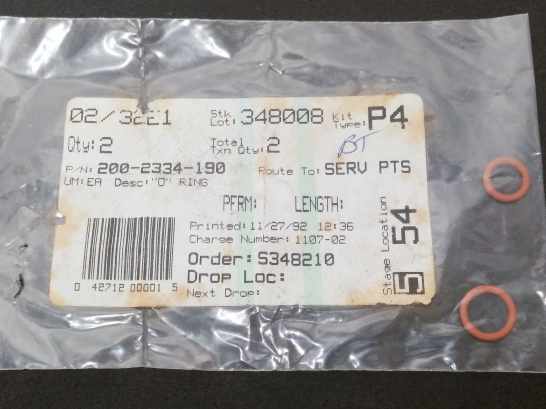 02/3221 Stk Lot: 348008 Kit Type: P4
Qty: 2 Total Txn Qty: 2
BT
P/N: 200-2334-190 Route To: SERV PTS
UM: EA Desc: "O" RING
PFRM: LENGTH:
Printed: 11/27/92 12:36
Charge Number: 1107-02
Order: S348210
Drop Loc:
Next Drop:
0 42712 00001 5
Stage Location 54